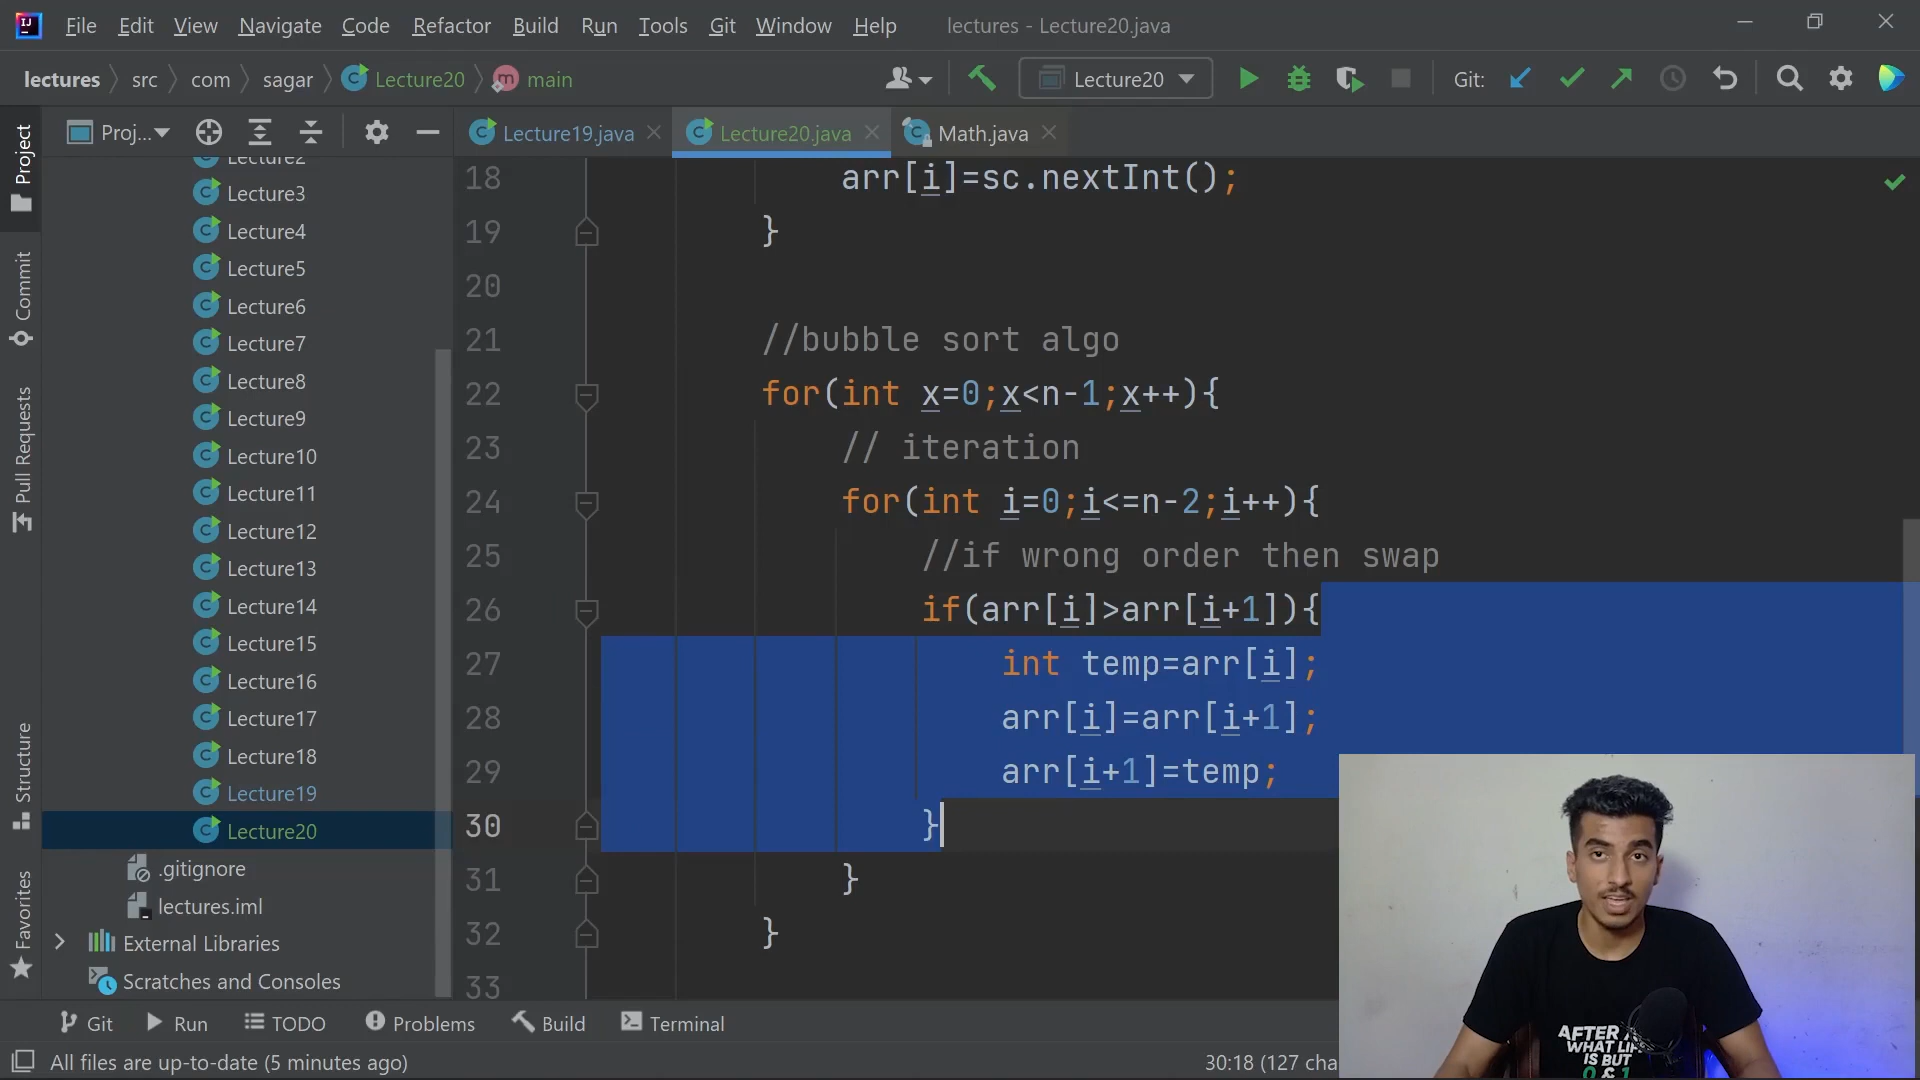 File Edit View Navigate Code Refactor Build Run Tools Git Window Help lectures - Lecture20.java
lectures src com sagar Lecture20 main Lecture20 Git:
Project
Commit
Pull Requests
Structure
Favorites
Proj...
Lecture19.java Lecture20.java Math.java
Lecture2
Lecture3
Lecture4
Lecture5
Lecture6
Lecture7
Lecture8
Lecture9
Lecture10
Lecture11
Lecture12
Lecture13
Lecture14
Lecture15
Lecture16
Lecture17
Lecture18
Lecture19
Lecture20
.gitignore
lectures.iml
External Libraries
Scratches and Consoles
18 arr[i]=sc.nextInt();
19 }
20
21 //bubble sort algo
22 for(int x=0;x<n-1;x++){
23 // iteration
24 for(int i=0;i<=n-2;i++){
25 //if wrong order then swap
26 if(arr[i]>arr[i+1]){
27 int temp=arr[i];
28 arr[i]=arr[i+1];
29 arr[i+1]=temp;
30 }
31 }
32 }
33
Git Run TODO Problems Build Terminal
All files are up-to-date (5 minutes ago) 30:18 (127 cha
AFTER
WHAT
IS BUT
0 & 1